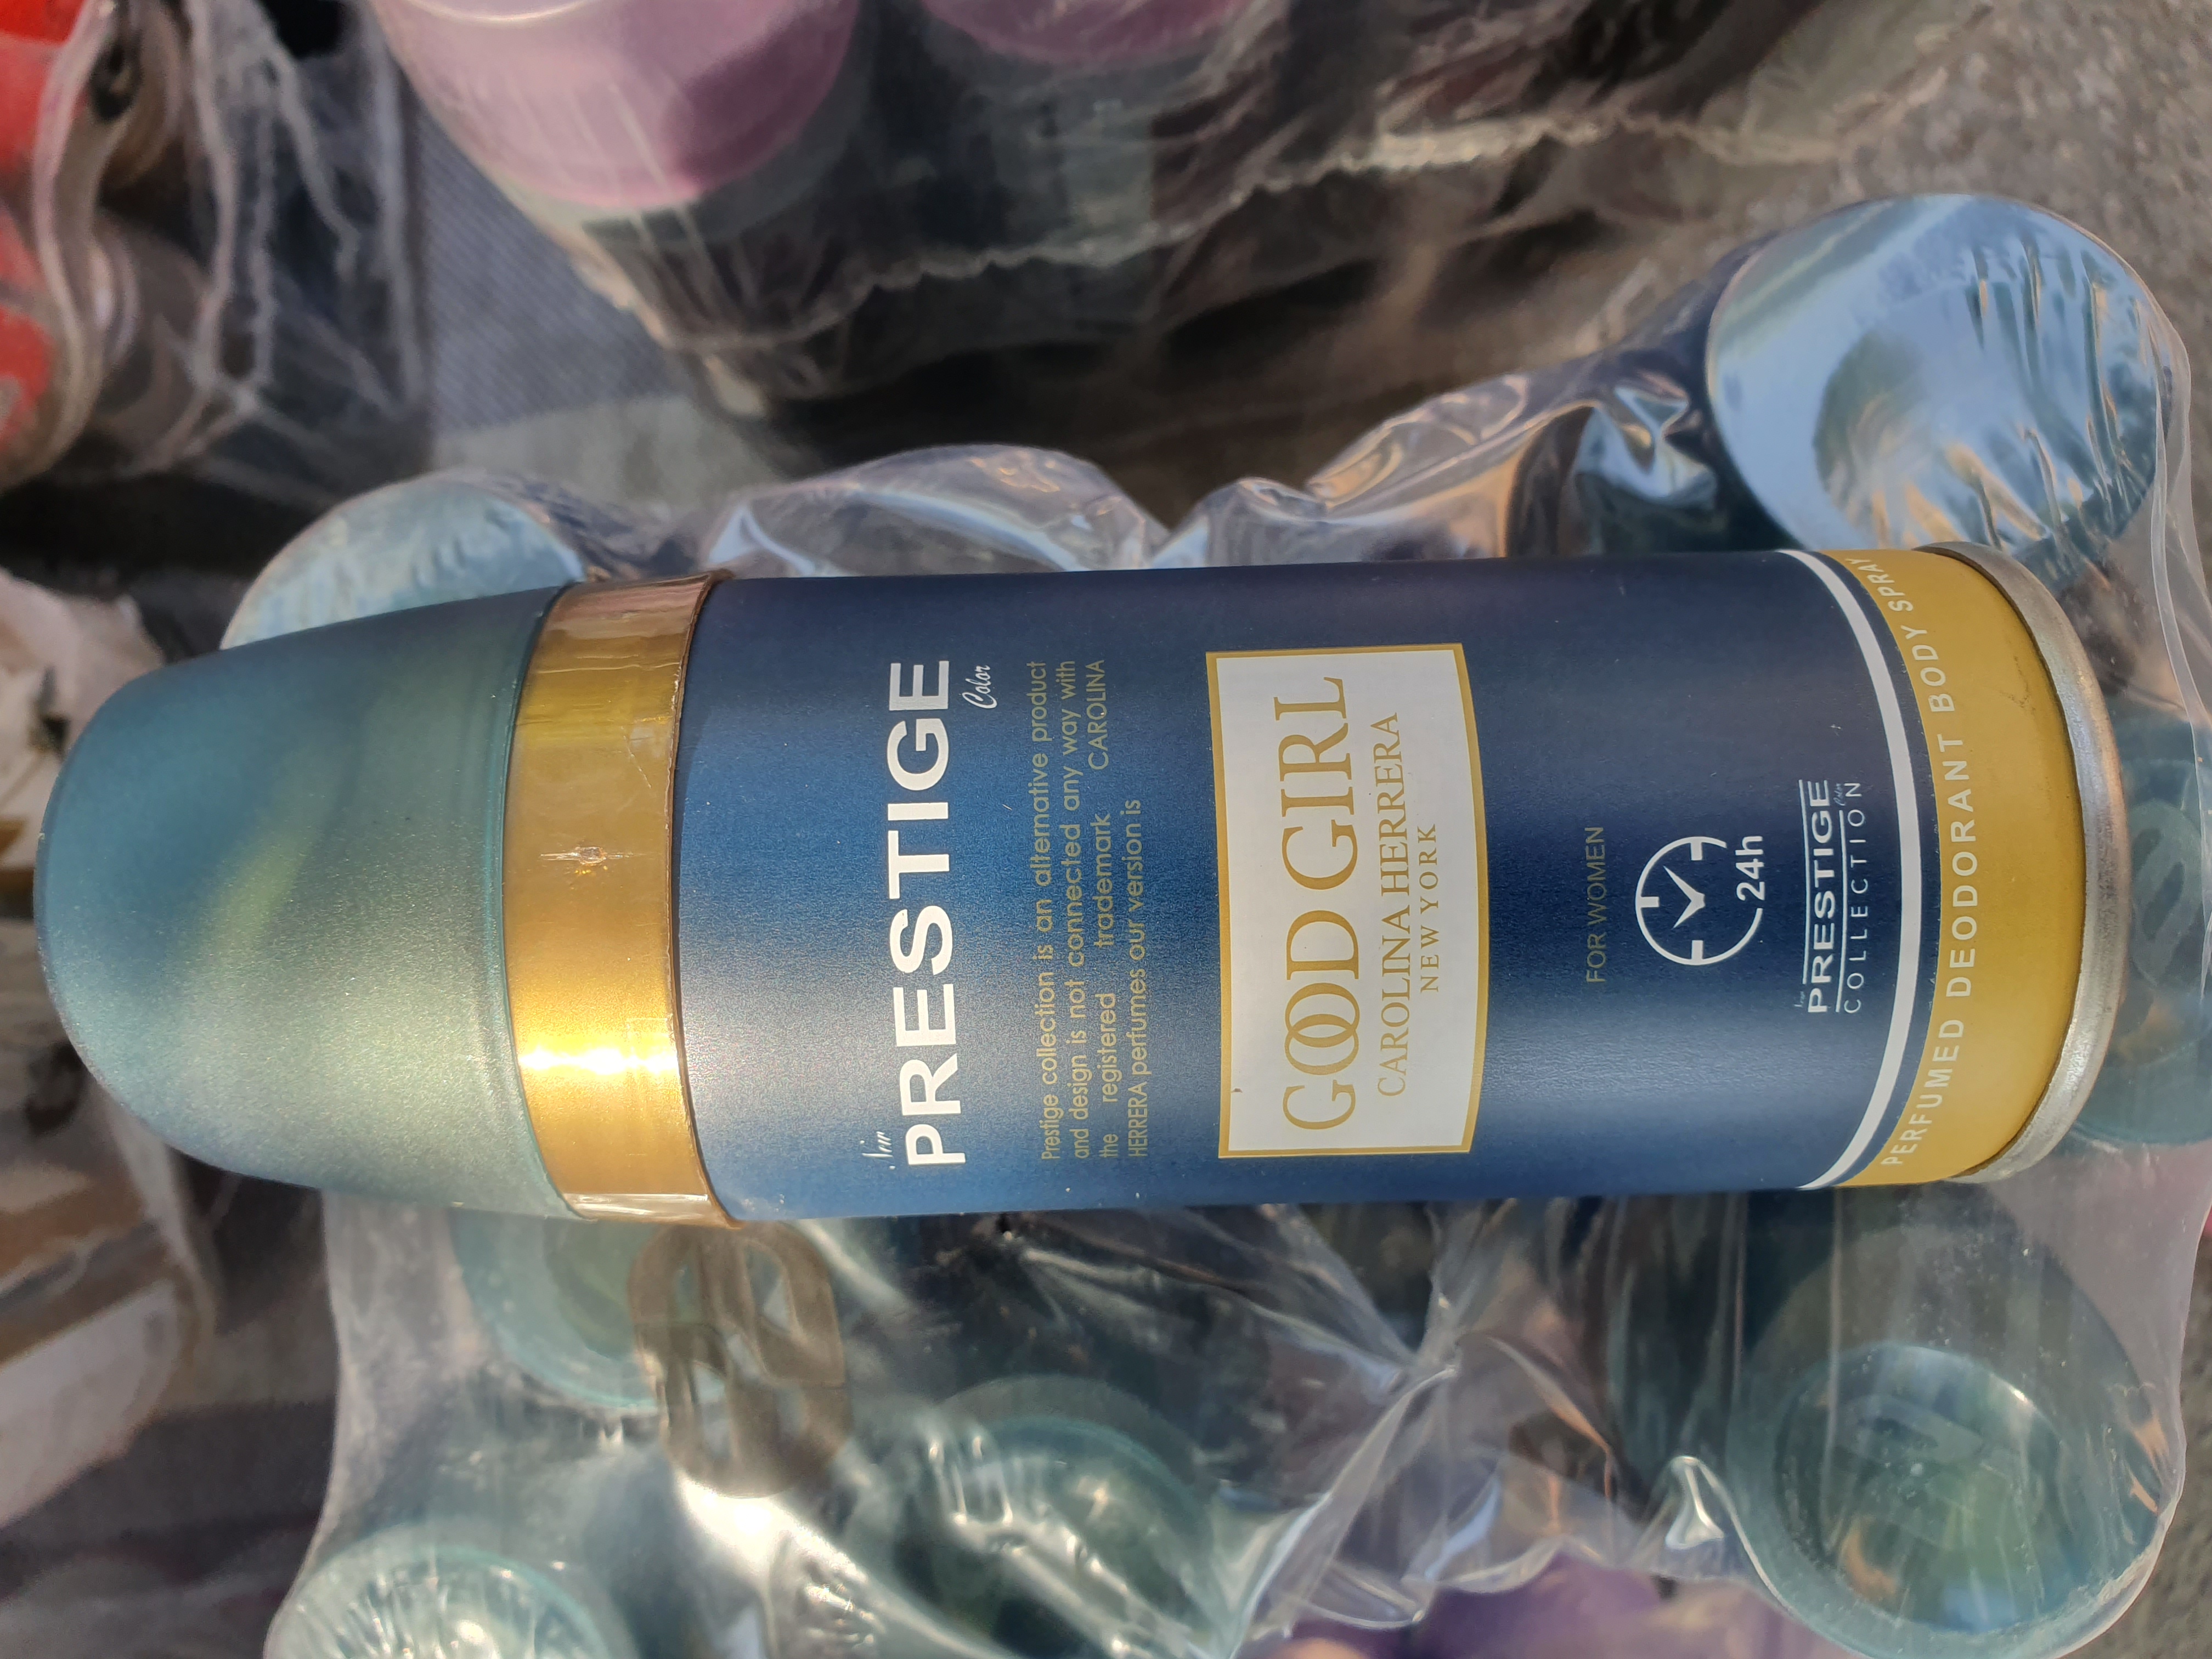 PRESTIGE
Color
Prestige collection is an alternative product
and design is not connected any way with
the registered trademark CAROLINA
HERRERA perfumes our version is
GOOD GIRL
CAROLINA HERRERA
NEW YORK
FOR WOMEN
24h
PRESTIGE
COLLECTION
PERFUMED DEODORANT BODY SPRAY